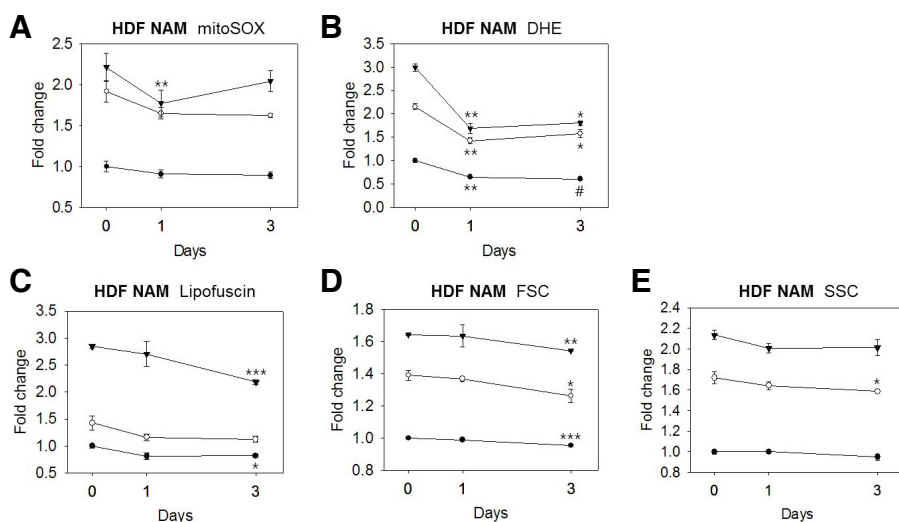 A
HDF NAM mitoSOX
2.5
2.0
1.5
1.0
0.5
Fold change
**
0 1 3
Days
B
HDF NAM DHE
3.5
3.0
2.5
2.0
1.5
1.0
0.5
0.0
Fold change
** *
** *
** #
0 1 3
Days
C
HDF NAM Lipofuscin
3.5
3.0
2.5
2.0
1.5
1.0
0.5
Fold change
***
*
0 1 3
Days
D
HDF NAM FSC
1.8
1.6
1.4
1.2
1.0
0.8
Fold change
**
*
***
0 1 3
Days
E
HDF NAM SSC
2.4
2.2
2.0
1.8
1.6
1.4
1.2
1.0
0.8
Fold change
*
0 1 3
Days